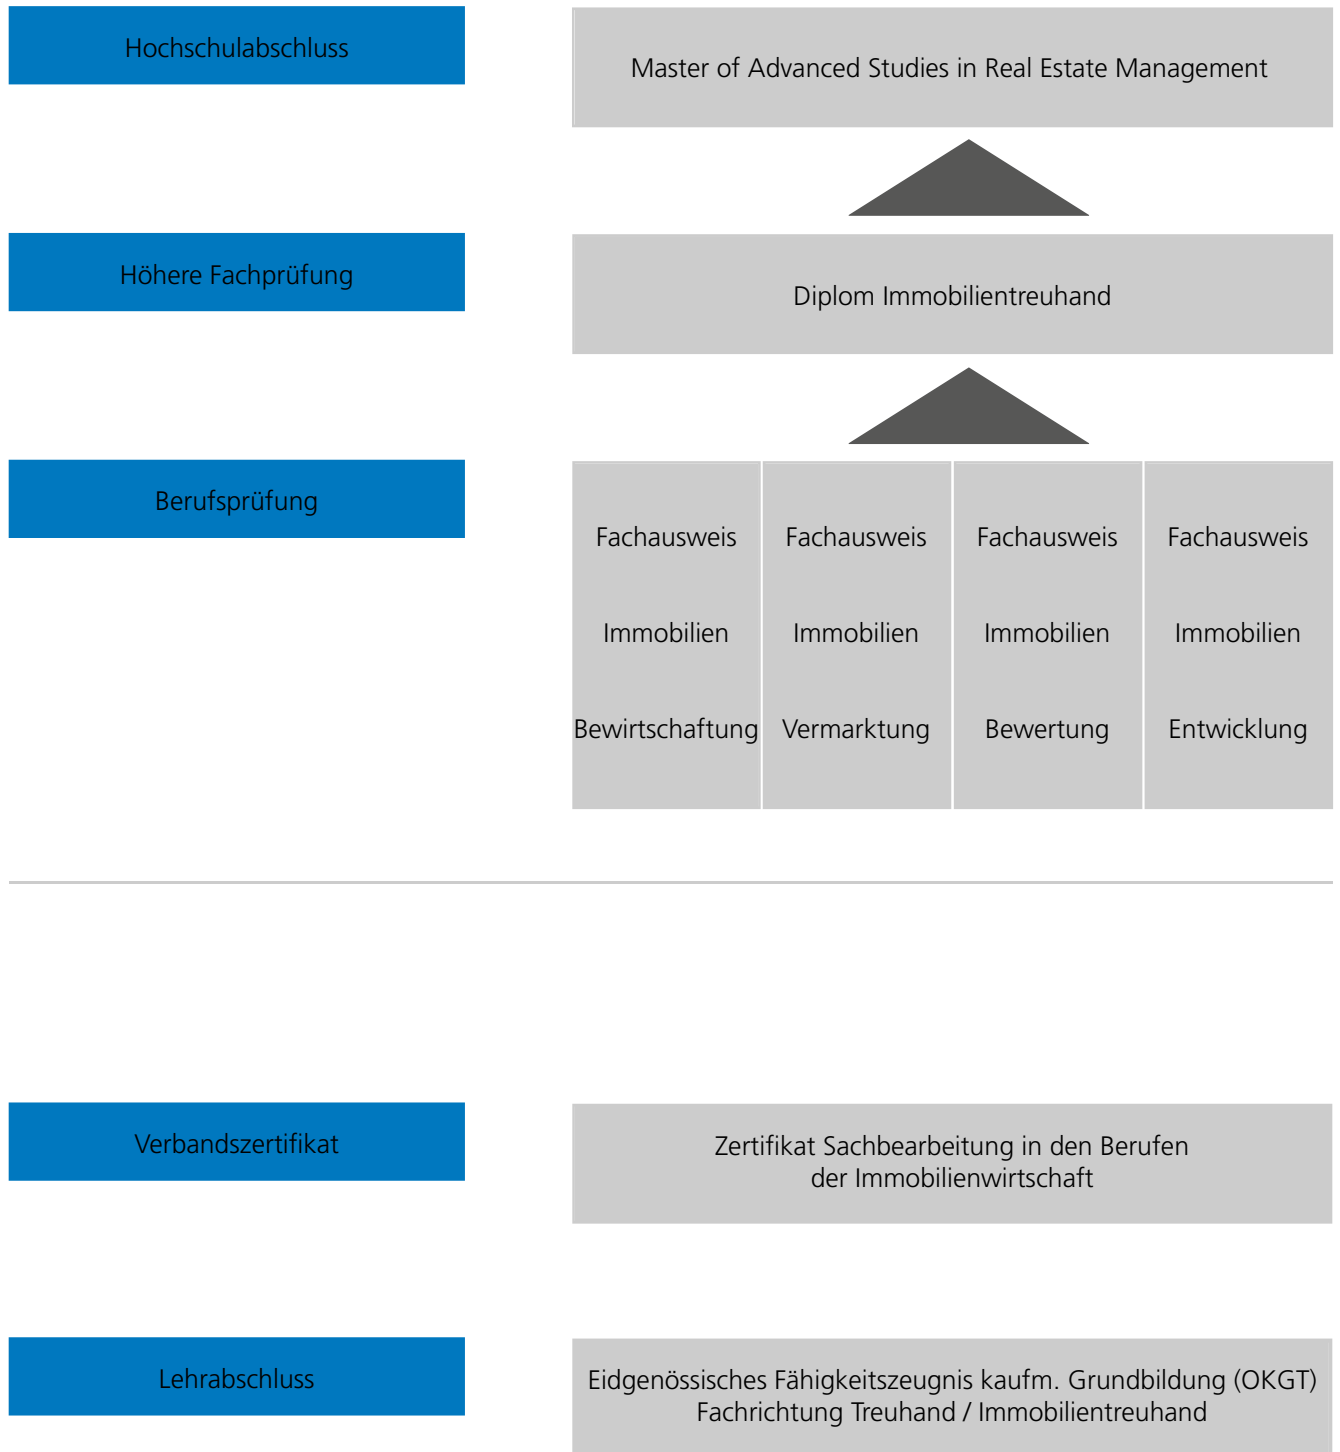 Hochschulabschluss
Master of Advanced Studies in Real Estate Management
Höhere Fachprüfung
Diplom Immobilientreuhand
Berufsprüfung
Fachausweis Fachausweis Fachausweis Fachausweis
Immobilien Immobilien Immobilien Immobilien
Bewirtschaftung Vermarktung Bewertung Entwicklung
Verbandszertifikat
Zertifikat Sachbearbeitung in den Berufen
der Immobilienwirtschaft
Lehrabschluss
Eidgenössisches Fähigkeitszeugnis kaufm. Grundbildung (OKGT)
Fachrichtung Treuhand / Immobilientreuhand